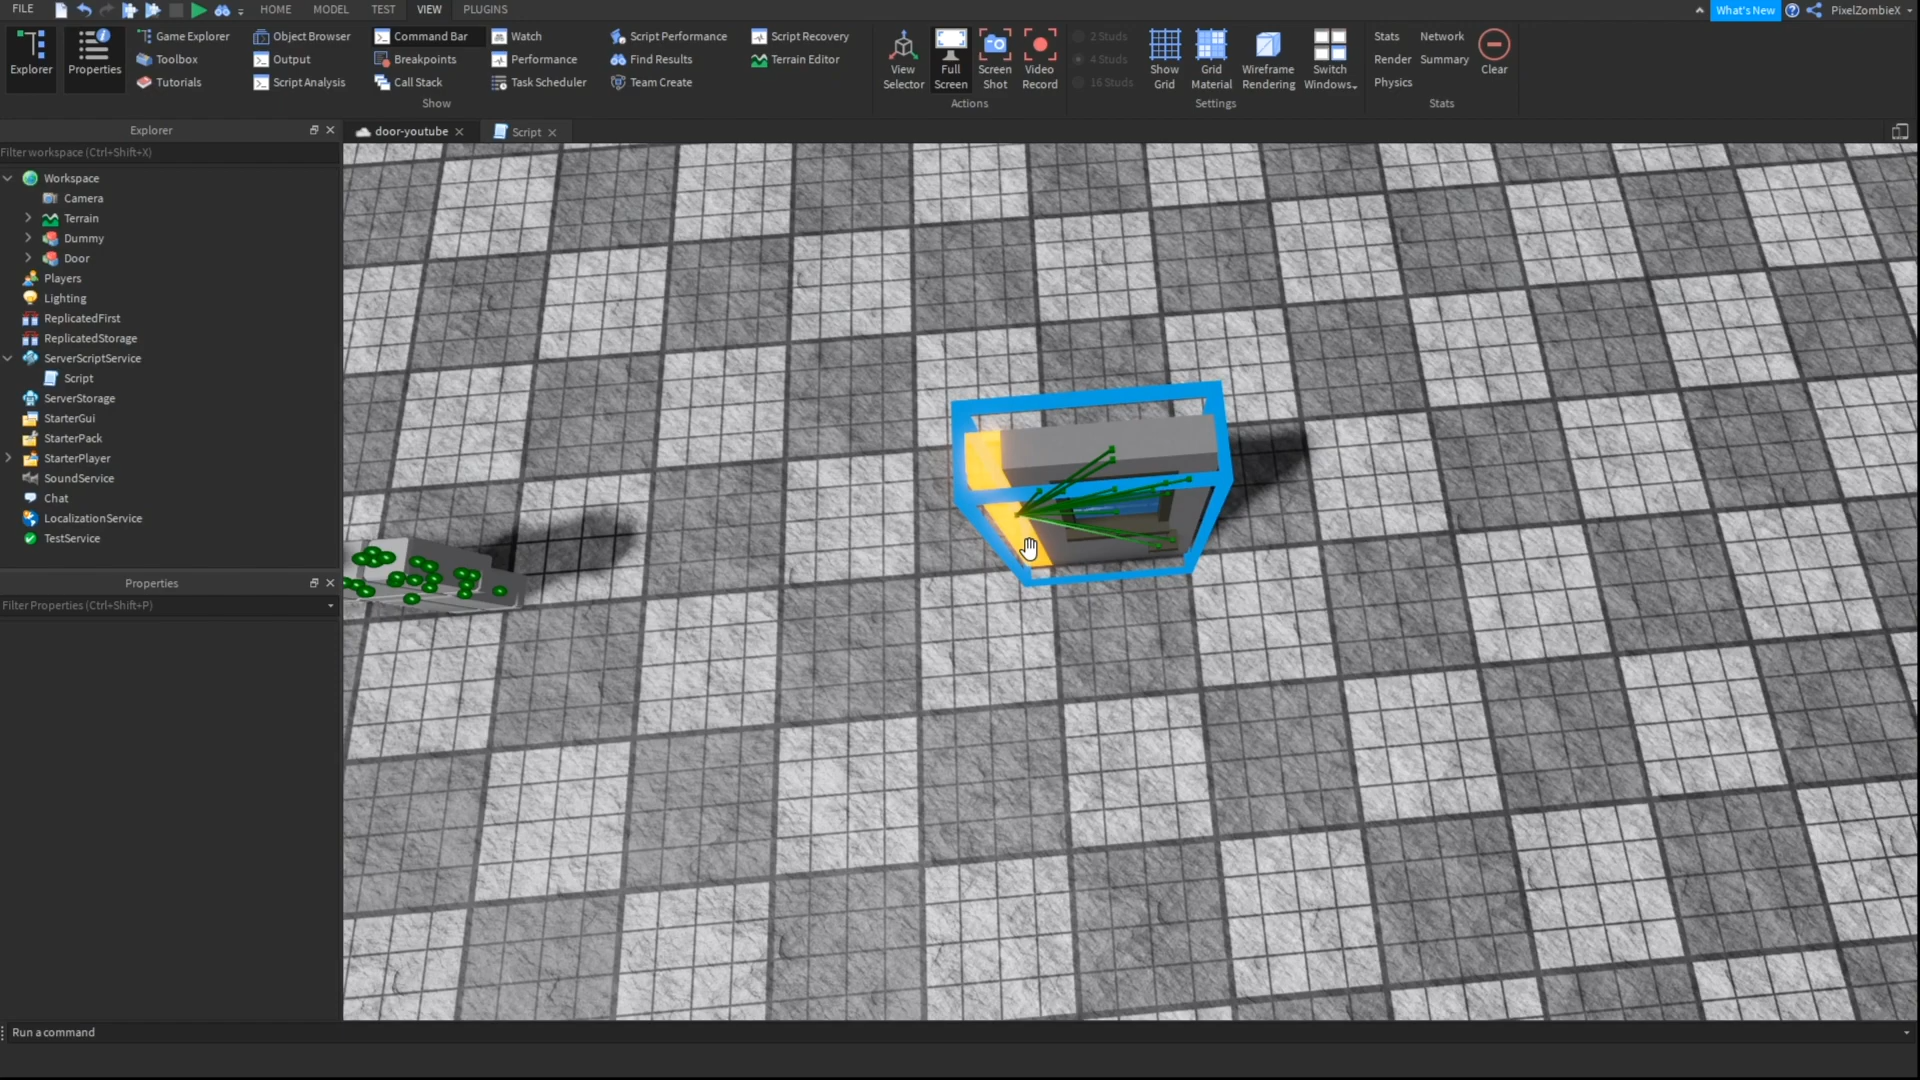 FILE
HOME
MODEL
TEST
VIEW
PLUGINS
What's New
PixelZombieX
Explorer
Properties
Game Explorer
Toolbox
Tutorials
Object Browser
Output
Script Analysis
Command Bar
Breakpoints
Call Stack
Watch
Performance
Task Scheduler
Script Performance
Find Results
Team Create
Script Recovery
Terrain Editor
Show
View
Selector
Full
Screen
Screen
Shot
Video
Record
Actions
2 Studs
4 Studs
16 Studs
Show
Grid
Grid
Material
Wireframe
Rendering
Switch
Windows
Settings
Stats
Network
Render
Summary
Physics
Clear
Stats
Explorer
Filter workspace (Ctrl+Shift+X)
Workspace
Camera
Terrain
Dummy
Door
Players
Lighting
ReplicatedFirst
ReplicatedStorage
ServerScriptService
Script
ServerStorage
StarterGui
StarterPack
StarterPlayer
SoundService
Chat
LocalizationService
TestService
Properties
Filter Properties (Ctrl+Shift+P)
door-youtube
Script
Run a command